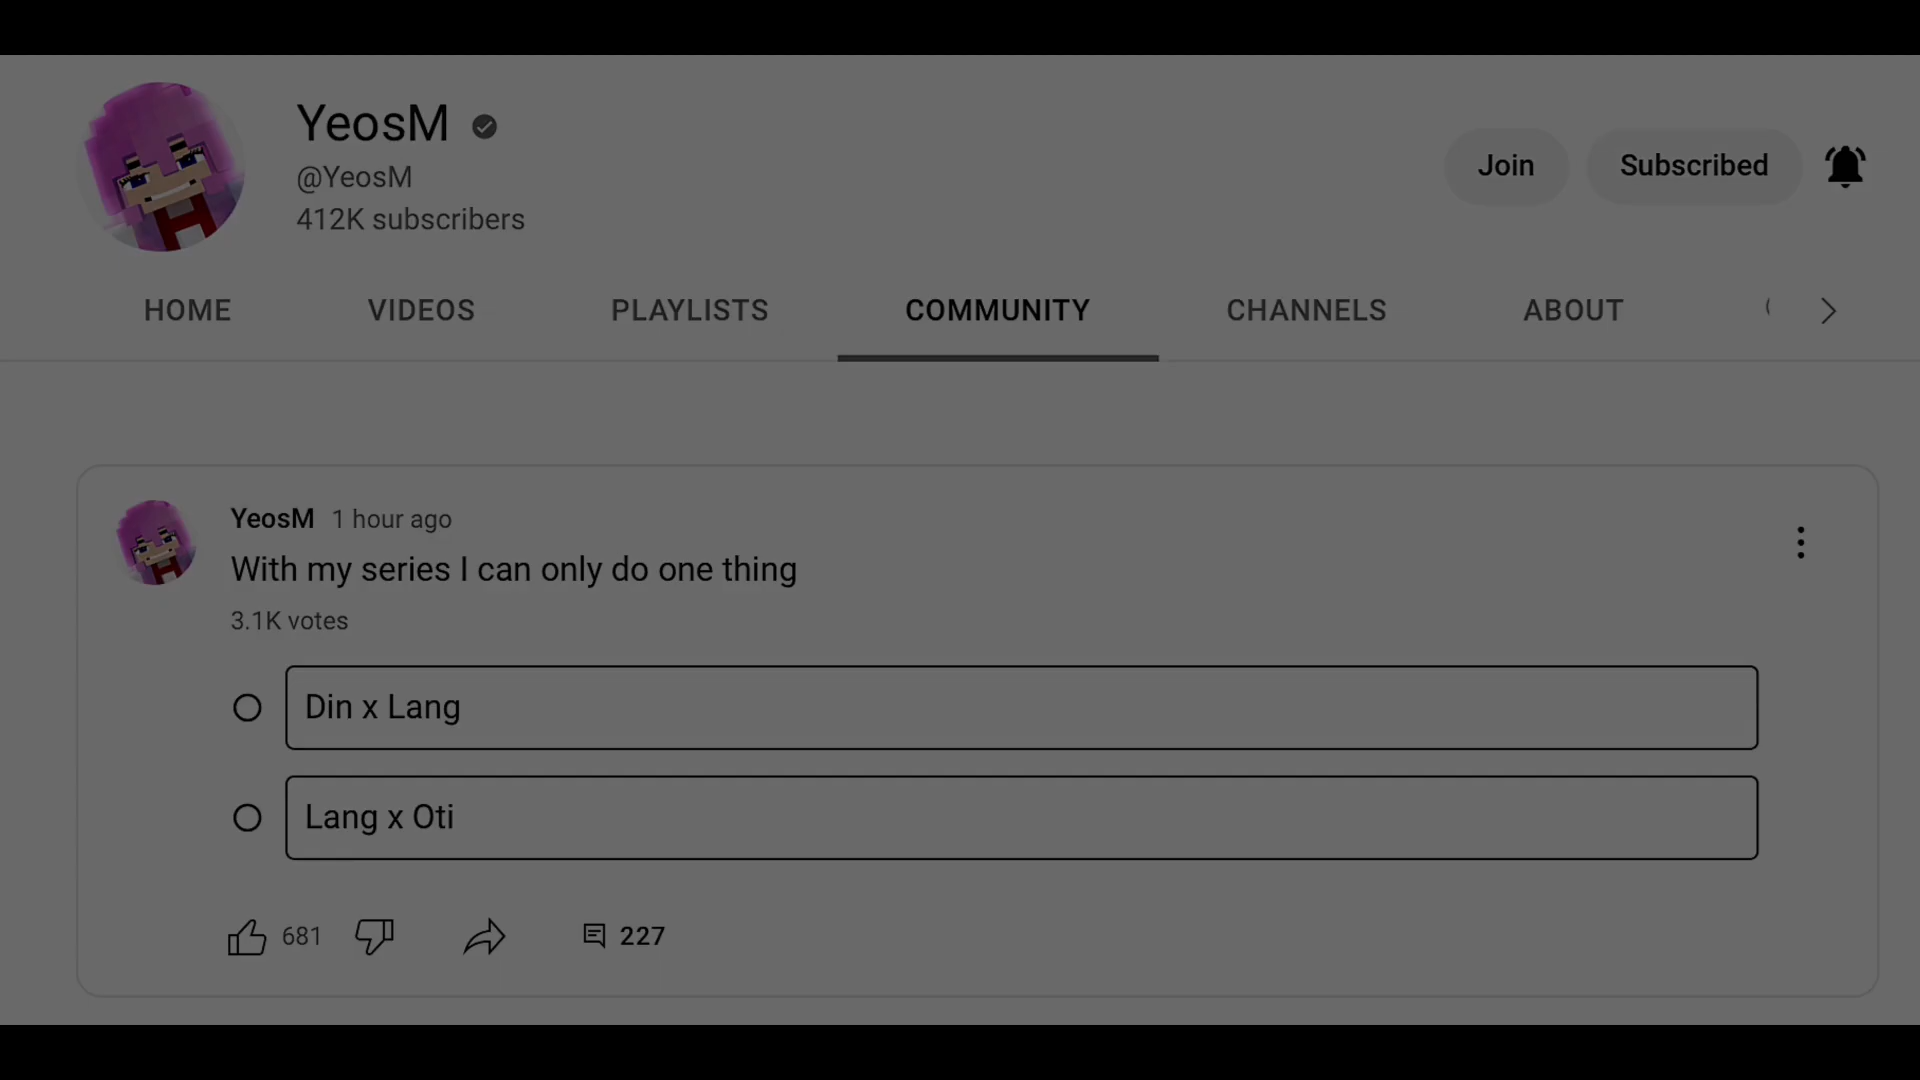 YeosM
@YeosM
412K subscribers
Join
Subscribed
HOME VIDEOS PLAYLISTS COMMUNITY CHANNELS ABOUT
YeosM 1 hour ago
With my series I can only do one thing
3.1K votes
Din x Lang
Lang x Oti
681
227